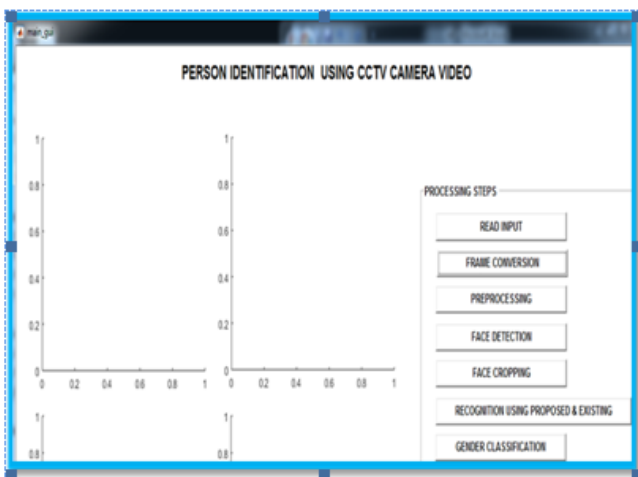 main_gui
PERSON IDENTIFICATION USING CCTV CAMERA VIDEO
1
0.8
0.6
0.4
0.2
0
0 0.2 0.4 0.6 0.8 1
1
0.8
1
0.8
0.6
0.4
0.2
0
0 0.2 0.4 0.6 0.8 1
1
0.8
PROCESSING STEPS
READ INPUT
FRAME CONVERSION
PREPROCESSING
FACE DETECTION
FACE CROPPING
RECOGNITION USING PROPOSED & EXISTING
GENDER CLASSIFICATION